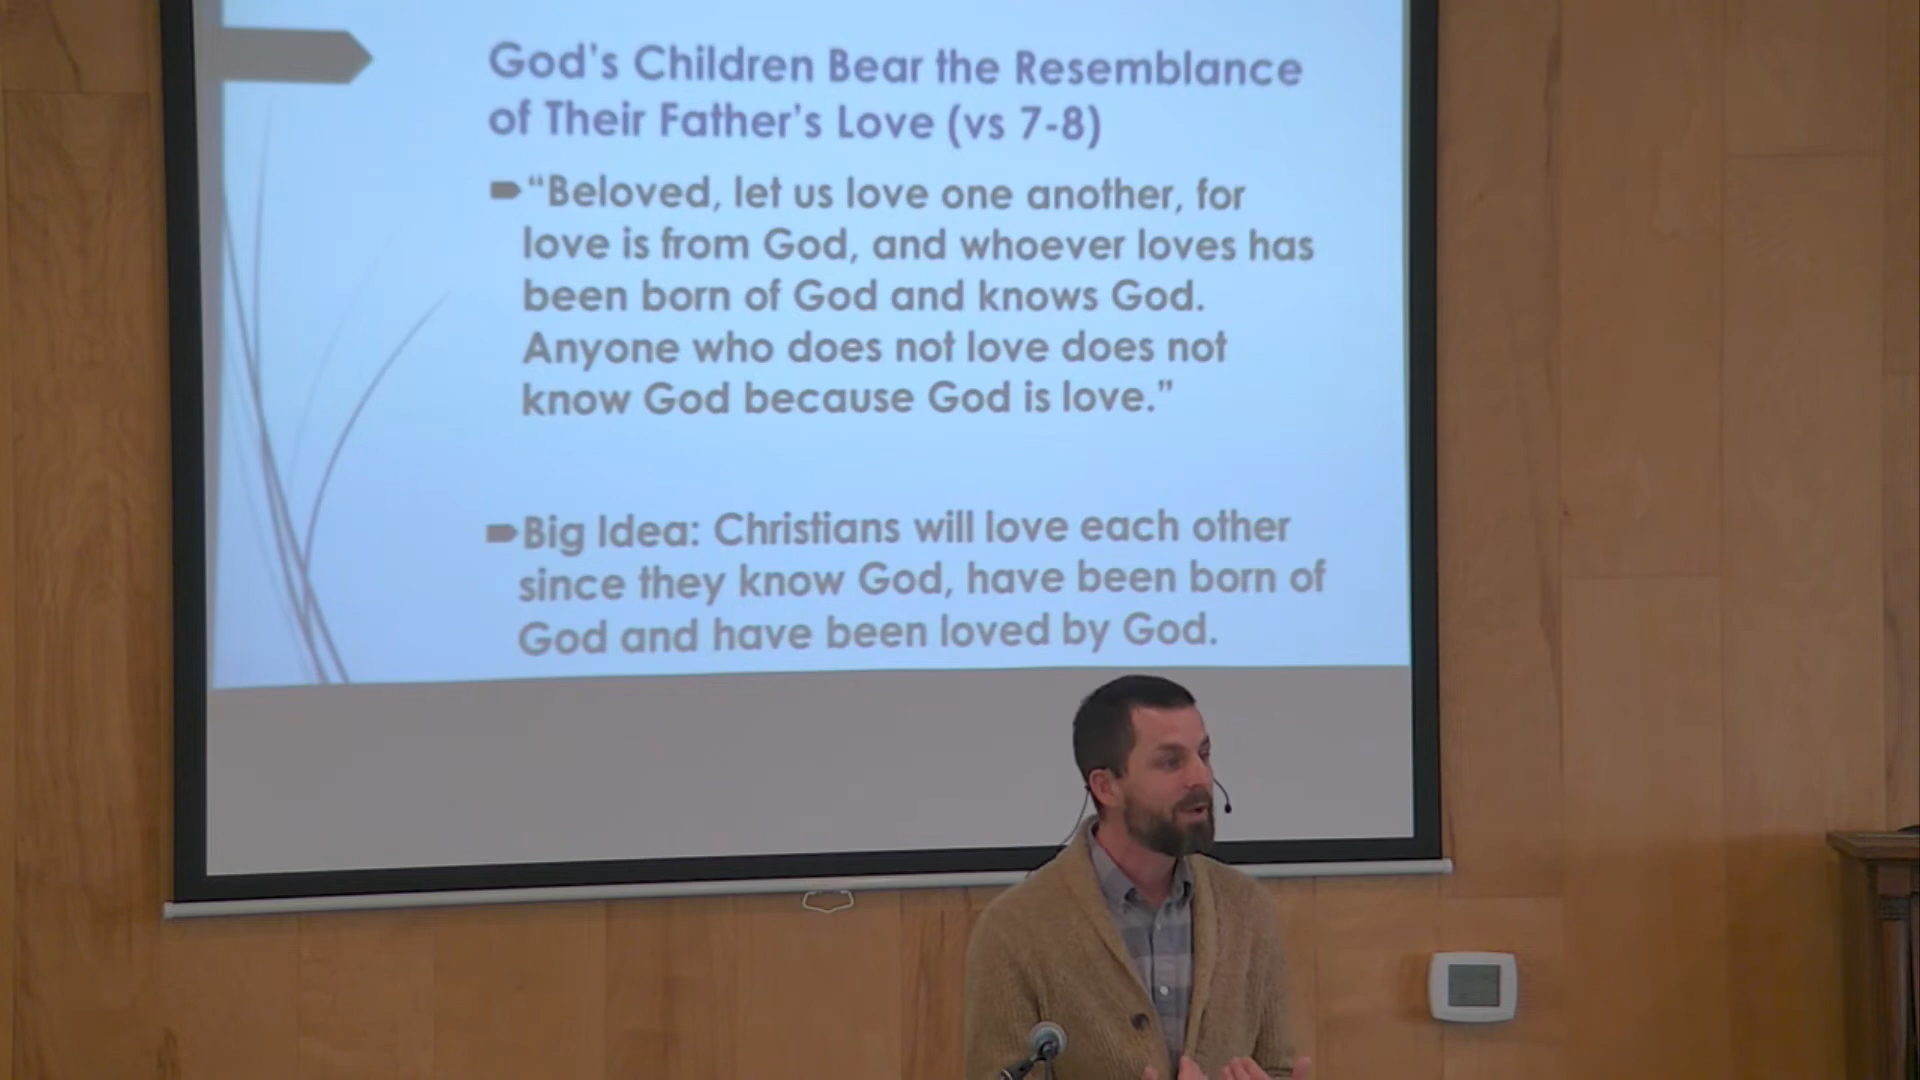 God's Children Bear the Resemblance
of Their Father's Love (vs 7-8)
"Beloved, let us love one another, for
love is from God, and whoever loves has
been born of God and knows God.
Anyone who does not love does not
know God because God is love."
Big Idea: Christians will love each other
since they know God, have been born of
God and have been loved by God.